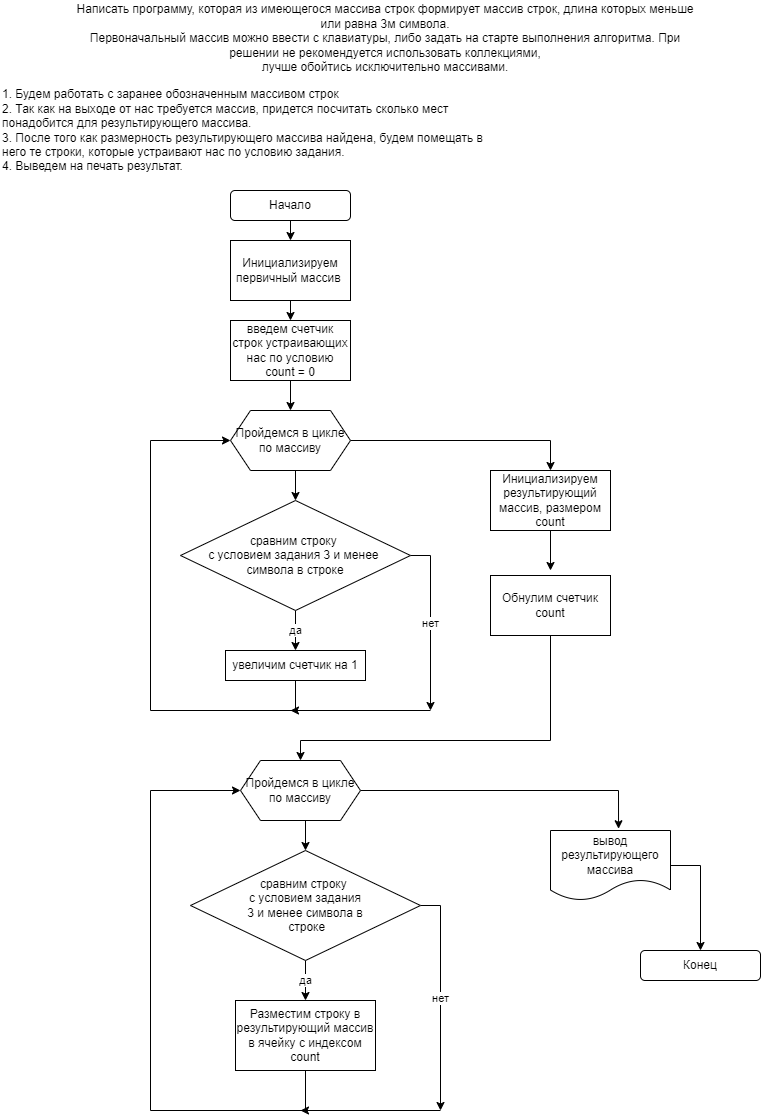 Написать программу, которая из имеющегося массива строк формирует массив строк, длина которых меньше
или равна 3м символа.
Первоначальный массив можно ввести с клавиатуры, либо задать на старте выполнения алгоритма. При
решении не рекомендуется использовать коллекциями,
лучше обойтись исключительно массивами.
1. Будем работать с заранее обозначенным массивом строк
2. Так как на выходе от нас требуется массив, придется посчитать сколько мест
понадобится для результирующего массива.
3. После того как размерность результирующего массива найдена, будем помещать в
него те строки, которые устраивают нас по условию задания.
4. Выведем на печать результат.
Начало
Инициализируем
первичный массив
введем счетчик
строк устраивающих
нас по условию
count = 0
Пройдемся в цикле
по массиву
сравним строку
с условием задания 3 и менее
символа в строке
да
нет
увеличим счетчик на 1
Инициализируем
результирующий
массив, размером
count
Обнулим счетчик
count
Пройдемся в цикле
по массиву
сравним строку
с условием задания
3 и менее символа в
строке
да
нет
Разместим строку в
результирующий массив
в ячейку с индексом
count
вывод
результирующего
массива
Конец